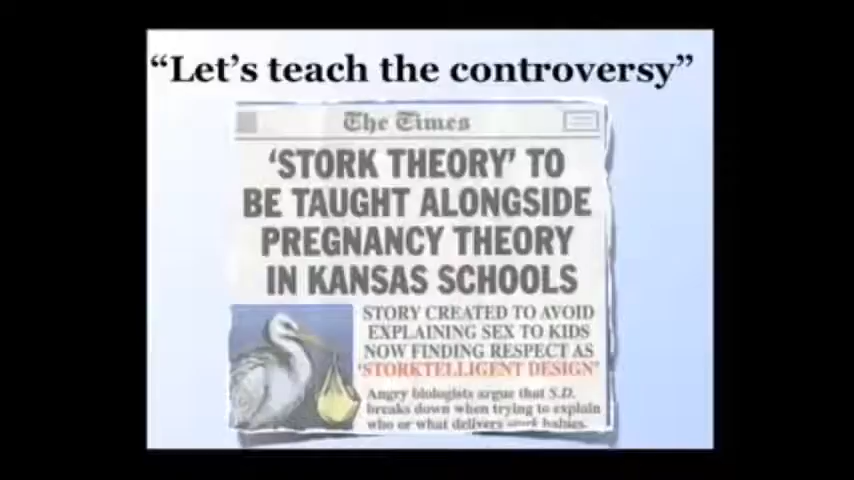 “Let’s teach the controversy”
The Times
‘STORK THEORY’ TO
BE TAUGHT ALONGSIDE
PREGNANCY THEORY
IN KANSAS SCHOOLS
STORY CREATED TO AVOID
EXPLAINING SEX TO KIDS
NOW FINDING RESPECT AS
‘STORKTELLIGENT DESIGN’
Angry biologists argue that S.D.
breaks down when trying to explain
who or what delivers stork babies.